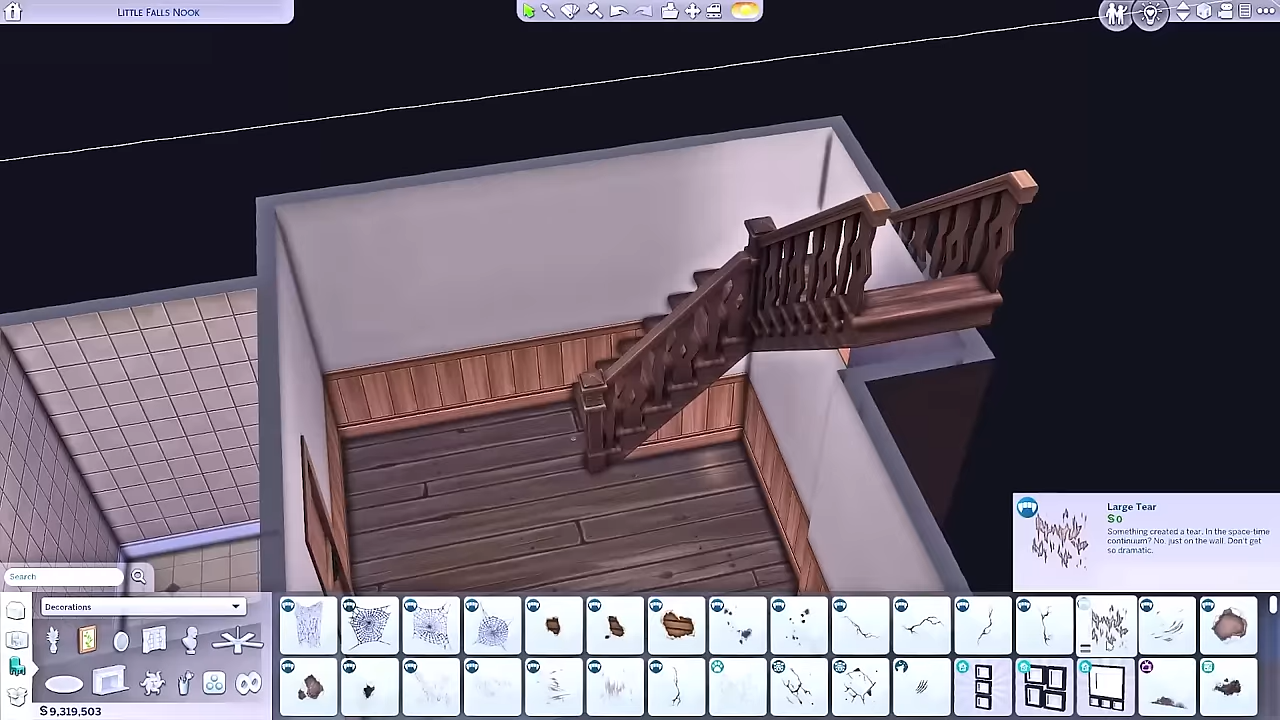 LITTLE FALLS NOOK
Large Tear
$0
Something created a tear. In the space-time
continuum? No. just on the wall. Don't get
so dramatic.
Search
Decorations
$9,319,503